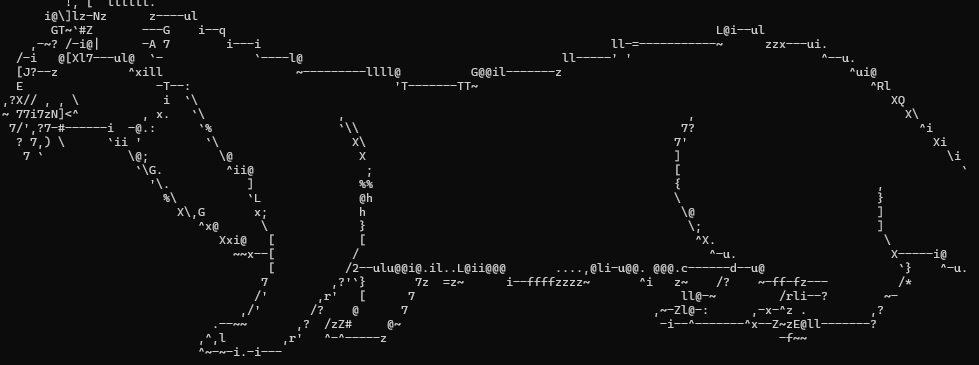 i@\]lz-Nz z----ul
GT~‵#Z ---G i--q L@i--ul
,-~? /-i@| -A 7 i---i ll-=-----------~ zzx---ui.
/-i @[Xl7---ul@ ‵- ‵----l@ ll-----' ' ^--u.
[J?--z ^xill ~---------llll@ G@@il-------z ^ui@
E -T--: 'T-------TT~ ^Rl
,?X// , , \ i ‵\ XQ
~ 77i7zN]<^ , x. ‵\ , , X\
7/',?7-#------i -@.: ‵% ‵\\ 7? ^i
? 7,) \ ‵ii ' ‵\ X\ 7' Xi
7 ‵ \@; \@ X ] \i
‵\G. ^ii@ ; [ ‵
'\. ] %% { ,
%\ ‵L @h \ }
X\,G x; h \@ ]
^x@ \ } \; ]
Xxi@ [ [ ^X. \
~~x--[ / ^-u. X-----i@
[ /2--ulu@@i@.il..L@ii@@@ ....,@li-u@@. @@@.c------d--u@ ‵} ^-u.
7 ,?'‵} 7z =z~ i--ffffzzzz~ ^i z~ /? ~-ff-fz--- /*
/' ,r' [ 7 ll@-~ /rli--? ~-
,/' /? @ 7 ,~-Zl@-: ,-x-^z . ,?
.--~~ ,? /zZ# @~ -i--^-------^x--Z~zE@ll-------?
,^,l ,r' ^-^-----z -f~~
^~-~-i.-i---